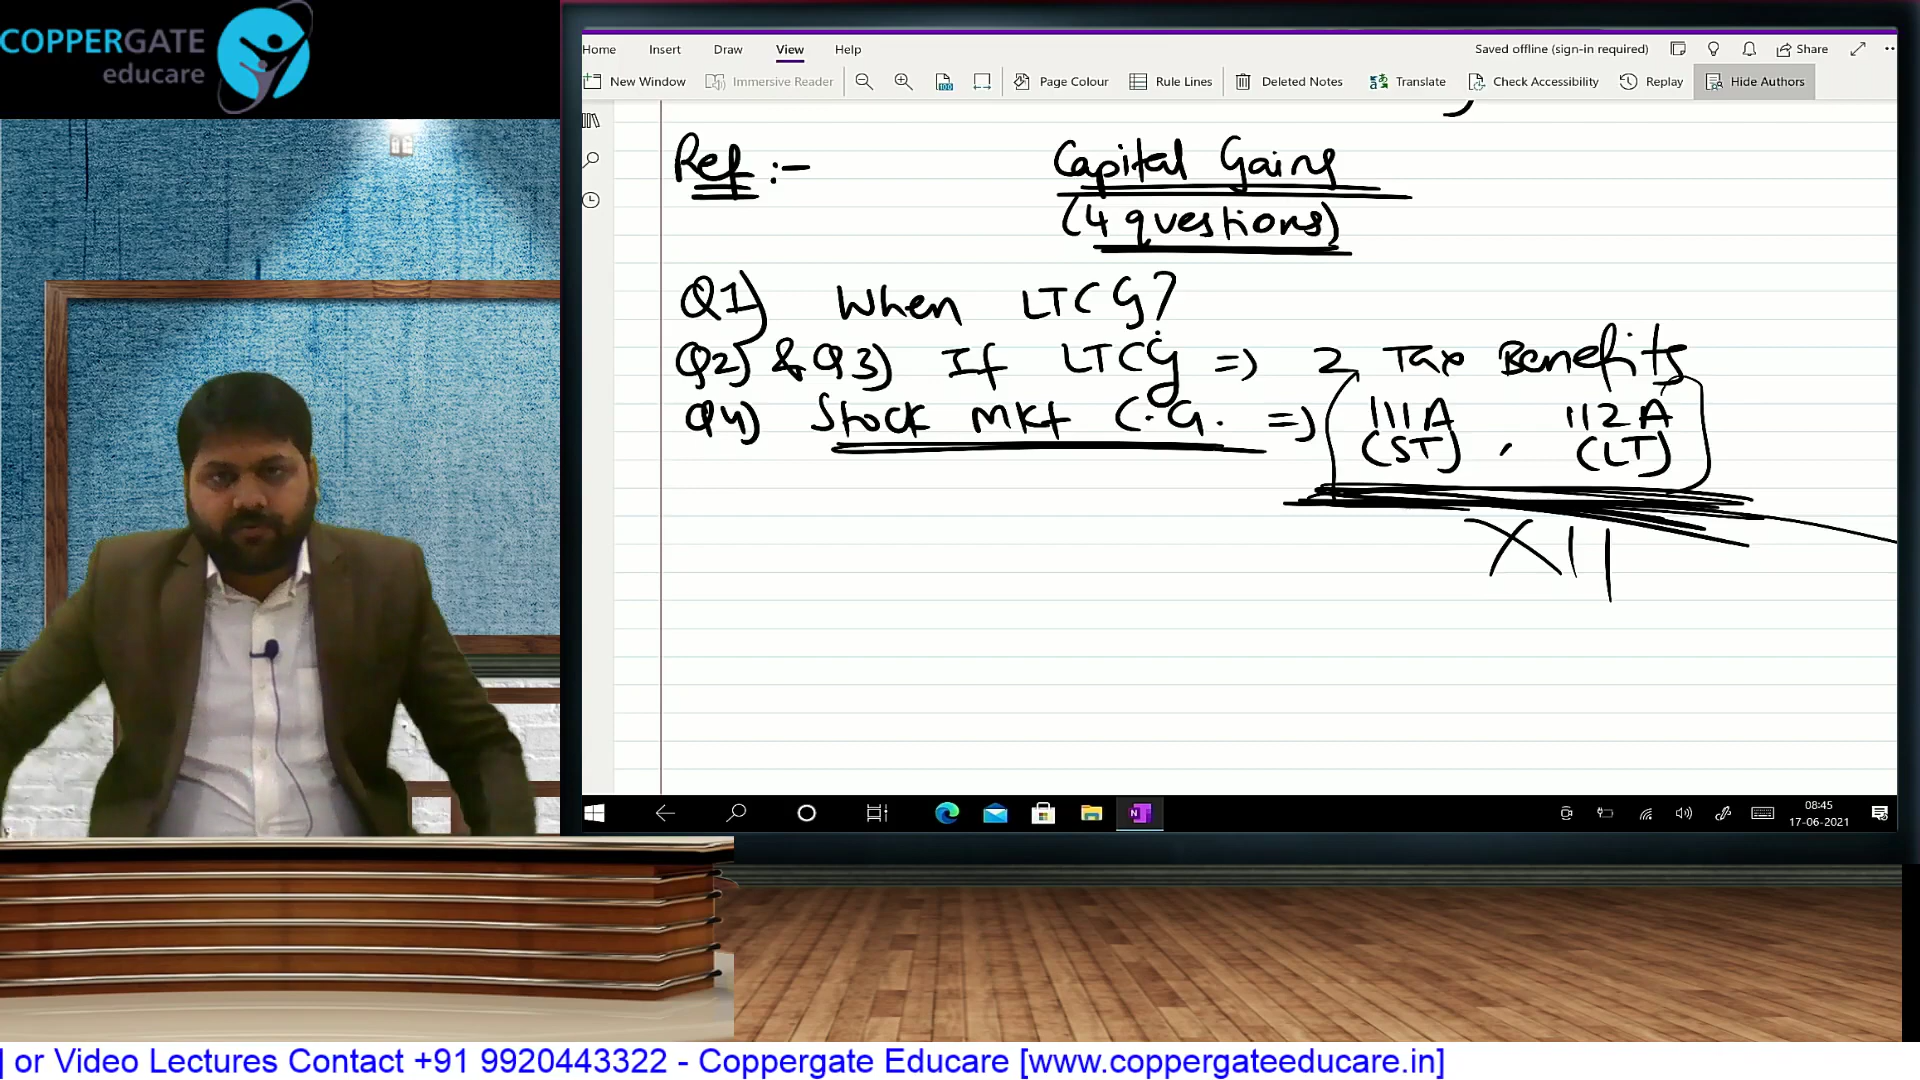 COPPERGATE
educare
Home Insert Draw View Help
Saved offline (sign-in required) Share
New Window Immersive Reader Page Colour Rule Lines Deleted Notes Translate Check Accessibility Replay Hide Authors
Ref :- Capital Gains
(4 questions)
Q1) When LTCG?
Q2) & Q3) If LTCG => 2 Tax Benefits
Q4) Stock Mkt C.G. => 111A 112A
(ST) , (LT)
XII
08:45
17-06-2021
] or Video Lectures Contact +91 9920443322 - Coppergate Educare [www.coppergateeducare.in]